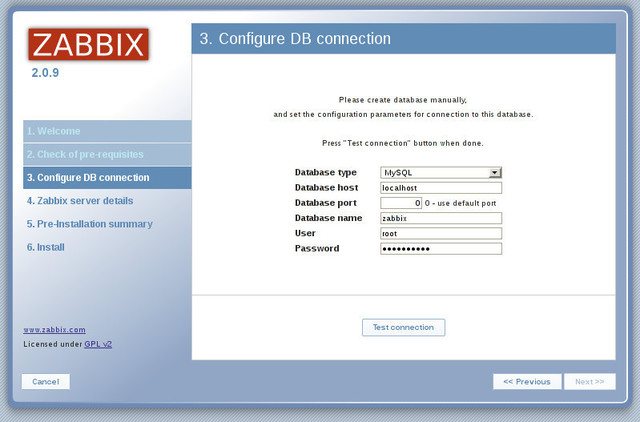 ZABBIX
2.0.9
1. Welcome
2. Check of pre-requisites
3. Configure DB connection
4. Zabbix server details
5. Pre-Installation summary
6. Install
www.zabbix.com
Licensed under GPL v2
3. Configure DB connection
Please create database manually,
and set the configuration parameters for connection to this database.
Press "Test connection" button when done.
Database type MySQL
Database host localhost
Database port 0 0 - use default port
Database name zabbix
User root
Password ●●●●●●●●●●
Test connection
Cancel
<< Previous Next >>